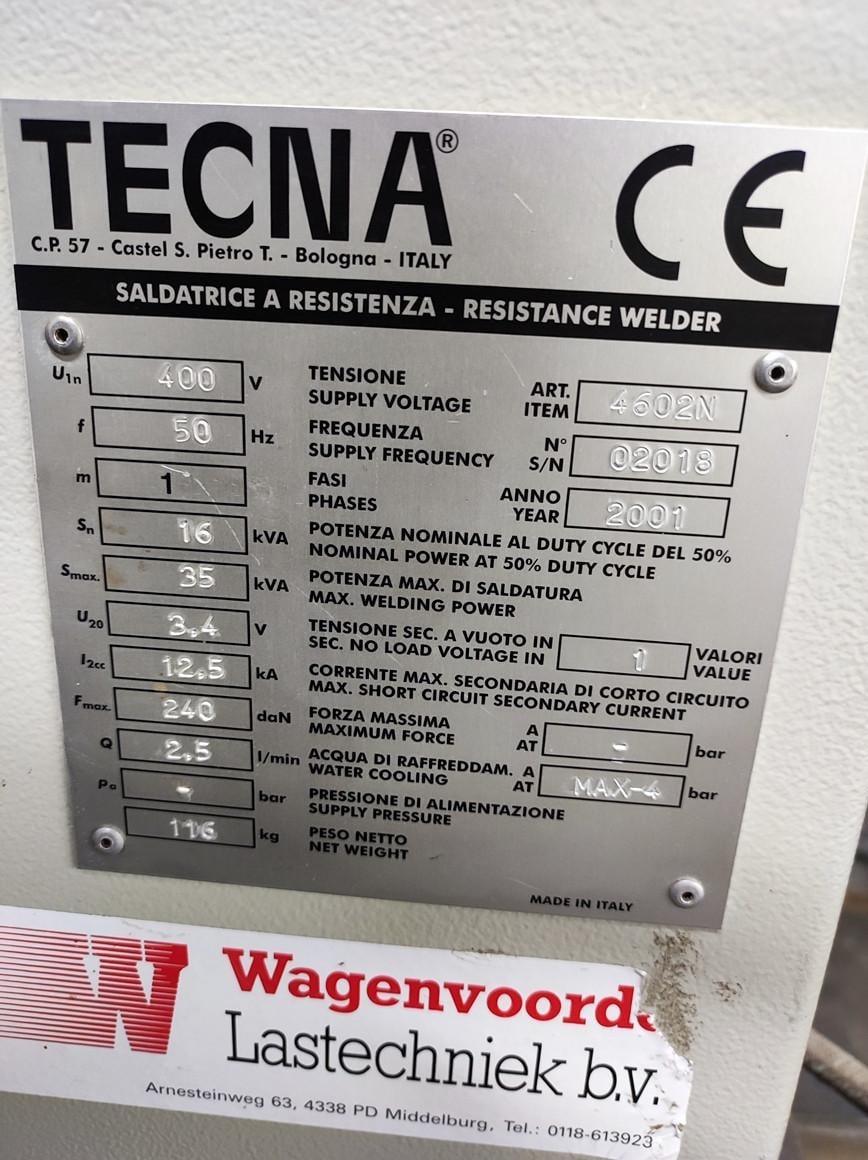 TECNA®
CE
C.P. 57 - Castel S. Pietro T. - Bologna - ITALY
SALDATRICE A RESISTENZA - RESISTANCE WELDER
U1n 400 V TENSIONE
SUPPLY VOLTAGE
ART.
ITEM 4602N
f 50 Hz FREQUENZA
SUPPLY FREQUENCY
N°
S/N 02018
m 1 FASI
PHASES
ANNO
YEAR 2001
Sn 16 kVA POTENZA NOMINALE AL DUTY CYCLE DEL 50%
NOMINAL POWER AT 50% DUTY CYCLE
Smax. 35 kVA POTENZA MAX. DI SALDATURA
MAX. WELDING POWER
U20 3.4 V TENSIONE SEC. A VUOTO IN
SEC. NO LOAD VOLTAGE IN
1 VALORI
VALUE
I2cc 12.5 kA CORRENTE MAX. SECONDARIA DI CORTO CIRCUITO
MAX. SHORT CIRCUIT SECONDARY CURRENT
Fmax. 240 daN FORZA MASSIMA
MAXIMUM FORCE
A
AT - bar
Q 2.5 l/min ACQUA DI RAFFREDDAM.
WATER COOLING
A
AT MAX-4 bar
Pa - bar PRESSIONE DI ALIMENTAZIONE
SUPPLY PRESSURE
116 kg PESO NETTO
NET WEIGHT
MADE IN ITALY
W
Wagenvoorde
Lastechniek b.v.
Arnesteinweg 63, 4338 PD Middelburg, Tel.: 0118-613923